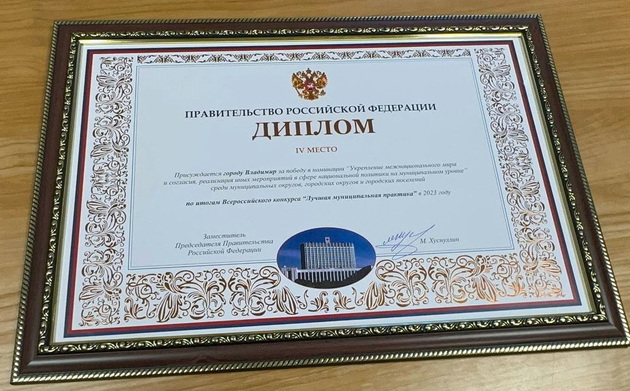 ПРАВИТЕЛЬСТВО РОССИЙСКОЙ ФЕДЕРАЦИИ
ДИПЛОМ
IV МЕСТО
Присуждается городу Владимир за победу в номинации "Укрепление межнационального мира
и согласия, реализация иных мероприятий в сфере национальной политики на муниципальном уровне"
среди муниципальных округов, городских округов и городских поселений
по итогам Всероссийского конкурса "Лучшая муниципальная практика" в 2023 году
Заместитель
Председателя Правительства
Российской Федерации
М. Хуснуллин